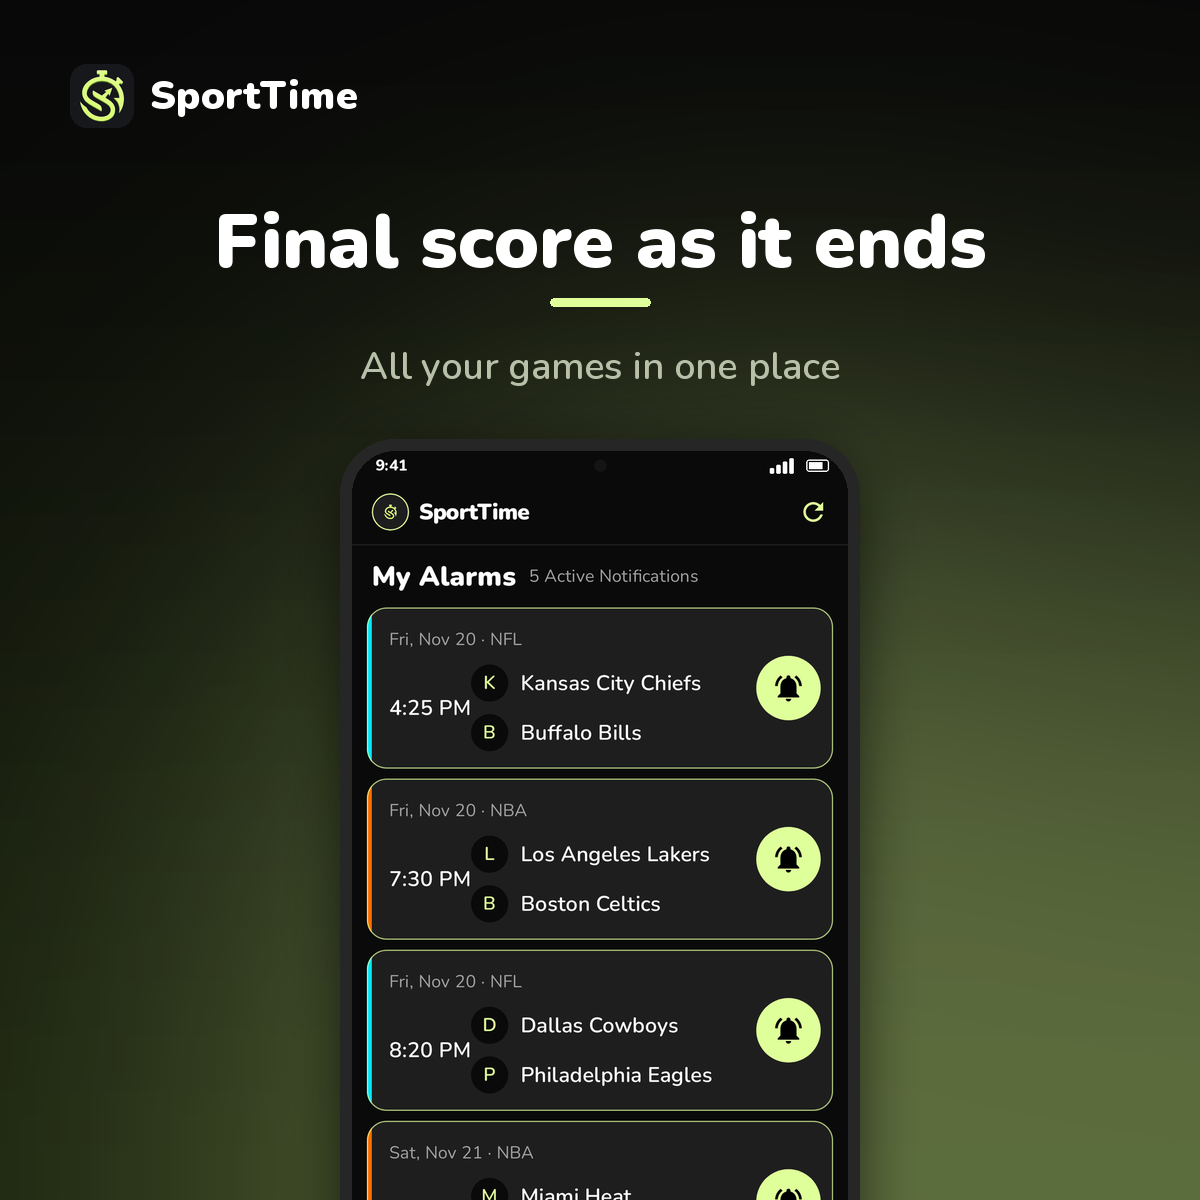 SportTime
Final score as it ends
All your games in one place
9:41
SportTime
My Alarms 5 Active Notifications
Fri, Nov 20 · NFL
4:25 PM
K Kansas City Chiefs
B Buffalo Bills
Fri, Nov 20 · NBA
7:30 PM
L Los Angeles Lakers
B Boston Celtics
Fri, Nov 20 · NFL
8:20 PM
D Dallas Cowboys
P Philadelphia Eagles
Sat, Nov 21 · NBA
M Miami Heat